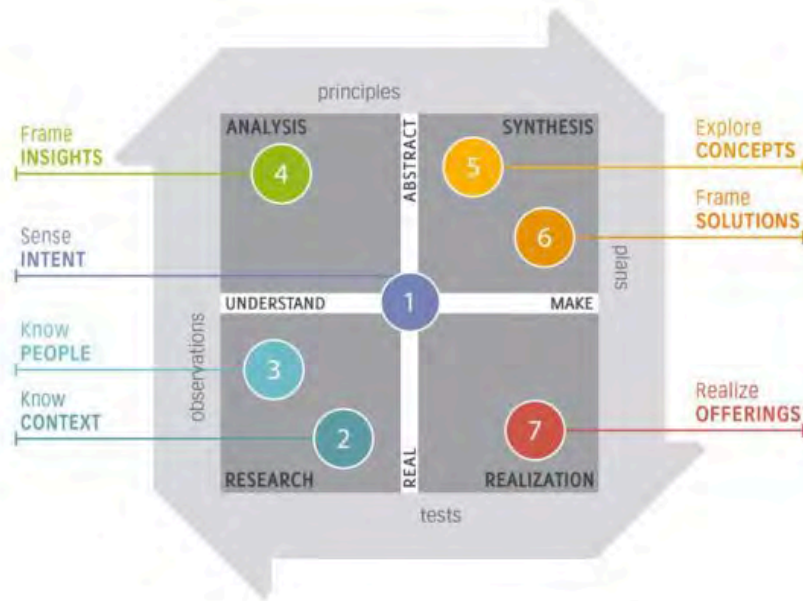 principles
ANALYSIS
SYNTHESIS
ABSTRACT
Frame
INSIGHTS
4
5
Explore
CONCEPTS
Frame
SOLUTIONS
6
plans
Sense
INTENT
UNDERSTAND
1
MAKE
Know
PEOPLE
observations
3
Know
CONTEXT
2
7
Realize
OFFERINGS
RESEARCH
REAL
REALIZATION
tests